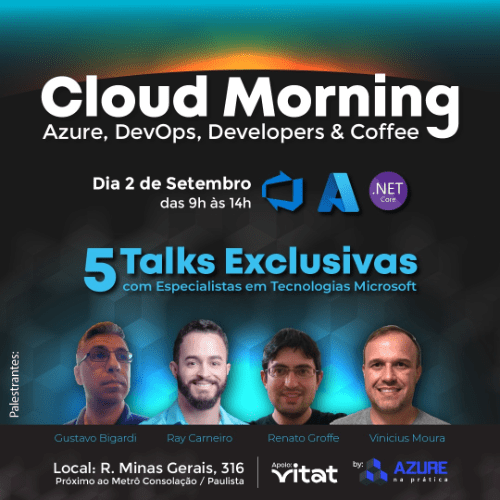 Cloud Morning
Azure, DevOps, Developers & Coffee
Dia 2 de Setembro
das 9h às 14h
.NET
Core
5 Talks Exclusivas
com Especialistas em Tecnologias Microsoft
Palestrantes:
Gustavo Bigardi
Ray Carneiro
Renato Groffe
Vinicius Moura
Local: R. Minas Gerais, 316
Próximo ao Metrô Consolação / Paulista
Apoio:
vitat
by:
AZURE
na prática